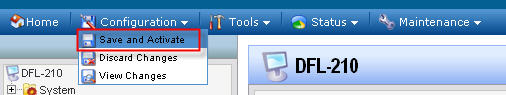 Home Configuration Tools Status Maintenance
Save and Activate
Discard Changes
View Changes
DFL-210
System
DFL-210